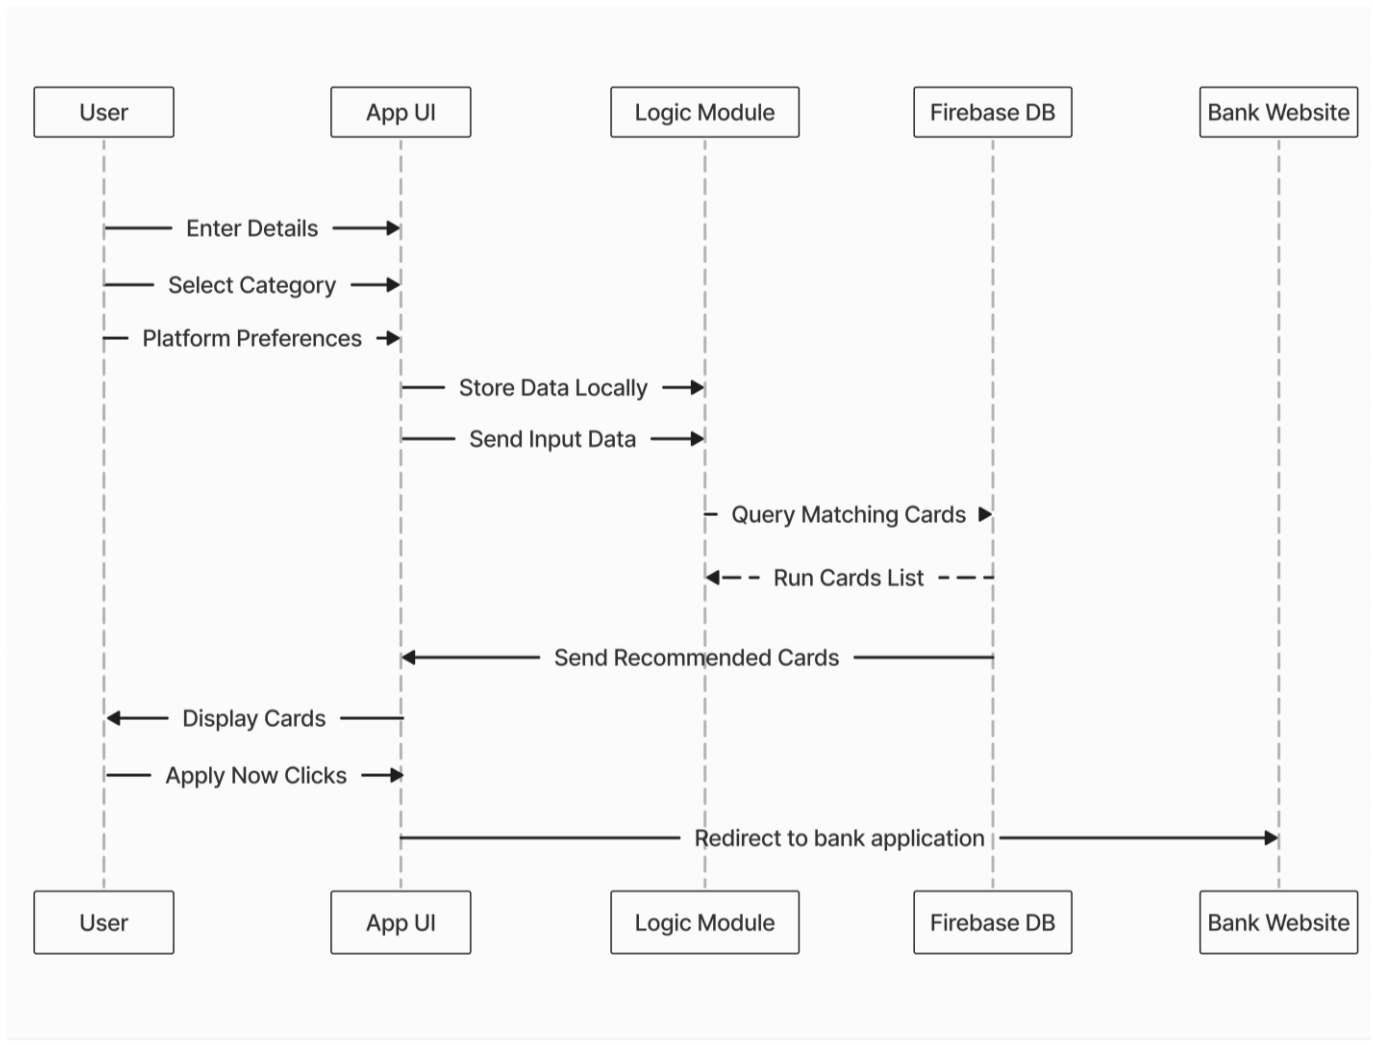 User
App UI
Logic Module
Firebase DB
Bank Website
Enter Details
Select Category
Platform Preferences
Store Data Locally
Send Input Data
Query Matching Cards
Run Cards List
Send Recommended Cards
Display Cards
Apply Now Clicks
Redirect to bank application
User
App UI
Logic Module
Firebase DB
Bank Website